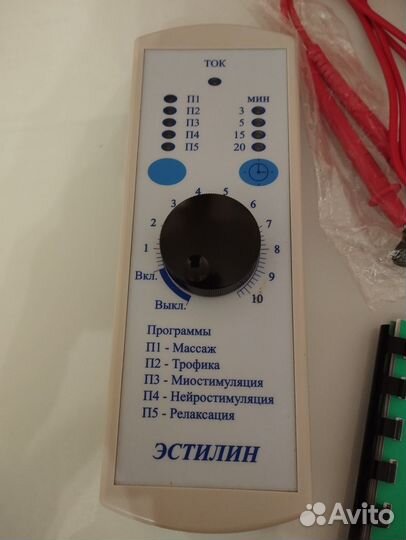 ТОК
П1 мин
П2 3
П3 5
П4 15
П5 20
4 5
3 6
2 7
1 8
Вкл. 9
Выкл. 10
Программы
П1 - Массаж
П2 - Трофика
П3 - Миостимуляция
П4 - Нейростимуляция
П5 - Релаксация
ЭСТИЛИН
Avito